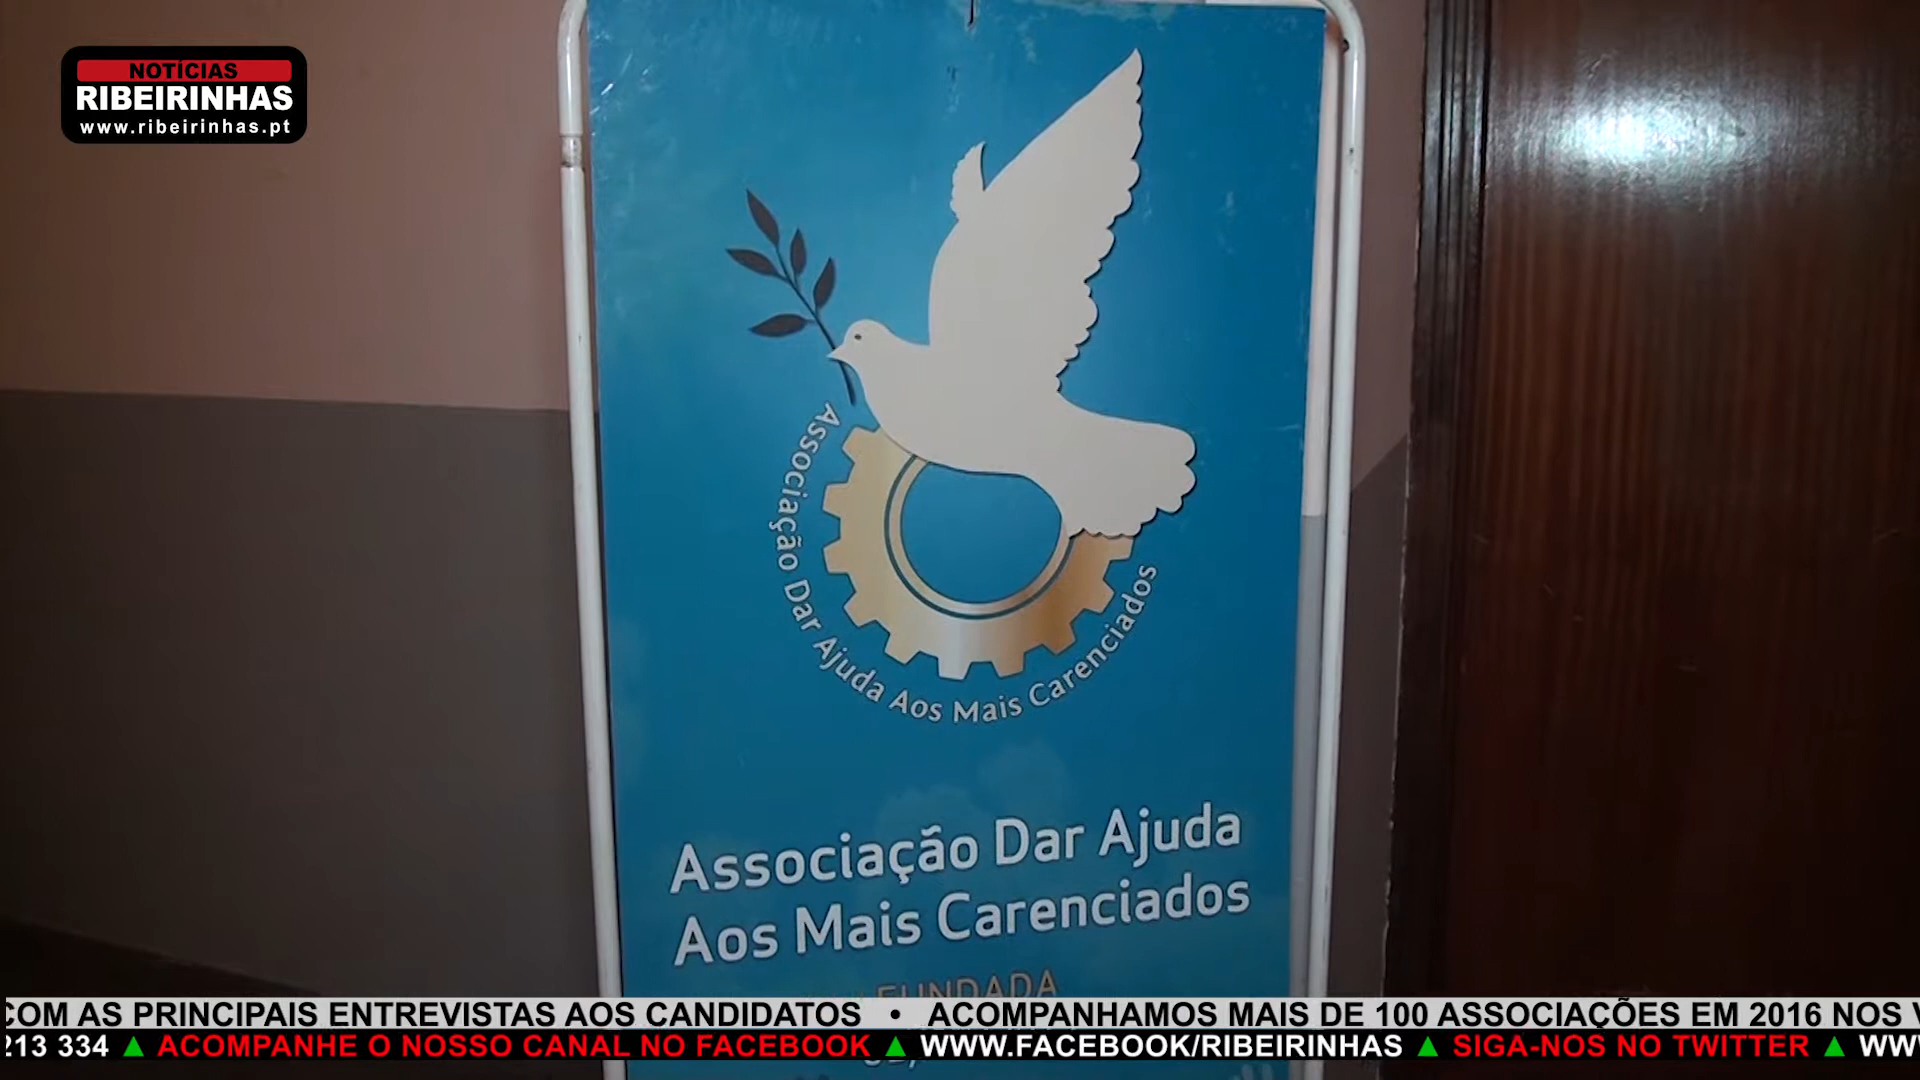 NOTÍCIAS
RIBEIRINHAS
www.ribeirinhas.pt
Associação Dar Ajuda Aos Mais Carenciados
Associação Dar Ajuda
Aos Mais Carenciados
FUNDADA
COM AS PRINCIPAIS ENTREVISTAS AOS CANDIDATOS • ACOMPANHAMOS MAIS DE 100 ASSOCIAÇÕES EM 2016 NOS
213 334 ▲ ACOMPANHE O NOSSO CANAL NO FACEBOOK ▲ WWW.FACEBOOK/RIBEIRINHAS ▲ SIGA-NOS NO TWITTER ▲